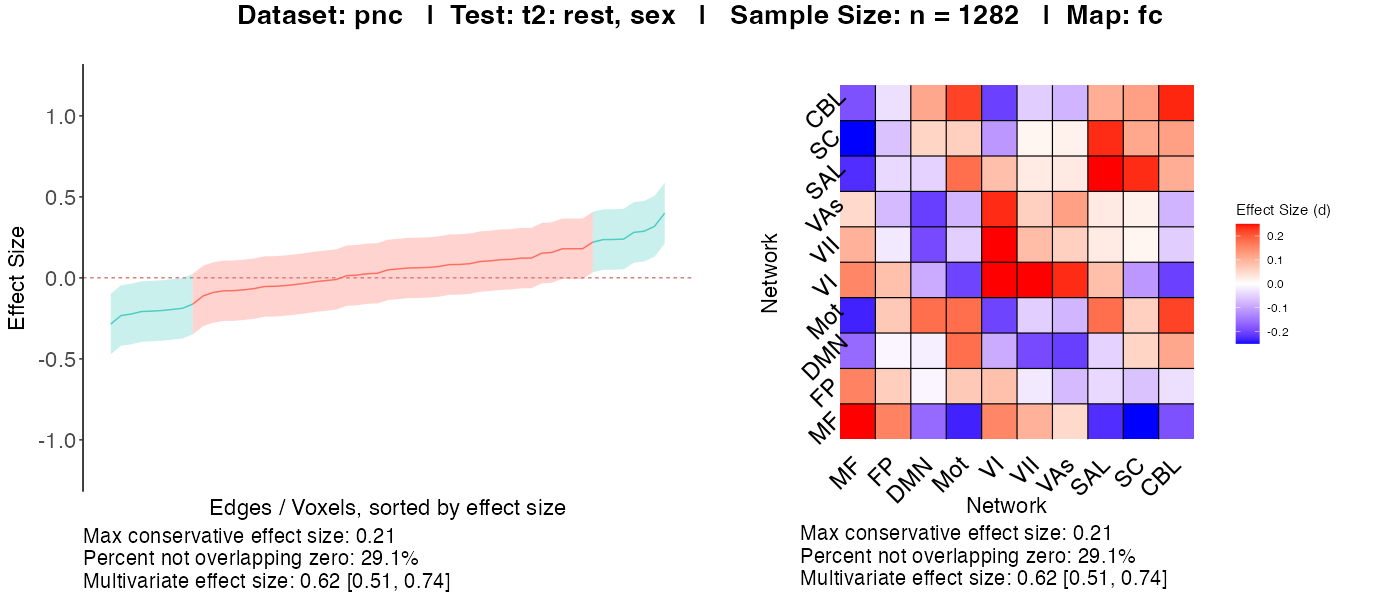 Dataset: pnc | Test: t2: rest, sex | Sample Size: n = 1282 | Map: fc
Effect Size
1.0
0.5
0.0
-0.5
-1.0
Edges / Voxels, sorted by effect size
Max conservative effect size: 0.21
Percent not overlapping zero: 29.1%
Multivariate effect size: 0.62 [0.51, 0.74]
Network
CBL
SC
SAL
VAs
VII
VI
Mot
DMN
FP
MF
MF FP DMN Mot VI VII VAs SAL SC CBL
Network
Max conservative effect size: 0.21
Percent not overlapping zero: 29.1%
Multivariate effect size: 0.62 [0.51, 0.74]
Effect Size (d)
0.2
0.1
0.0
-0.1
-0.2